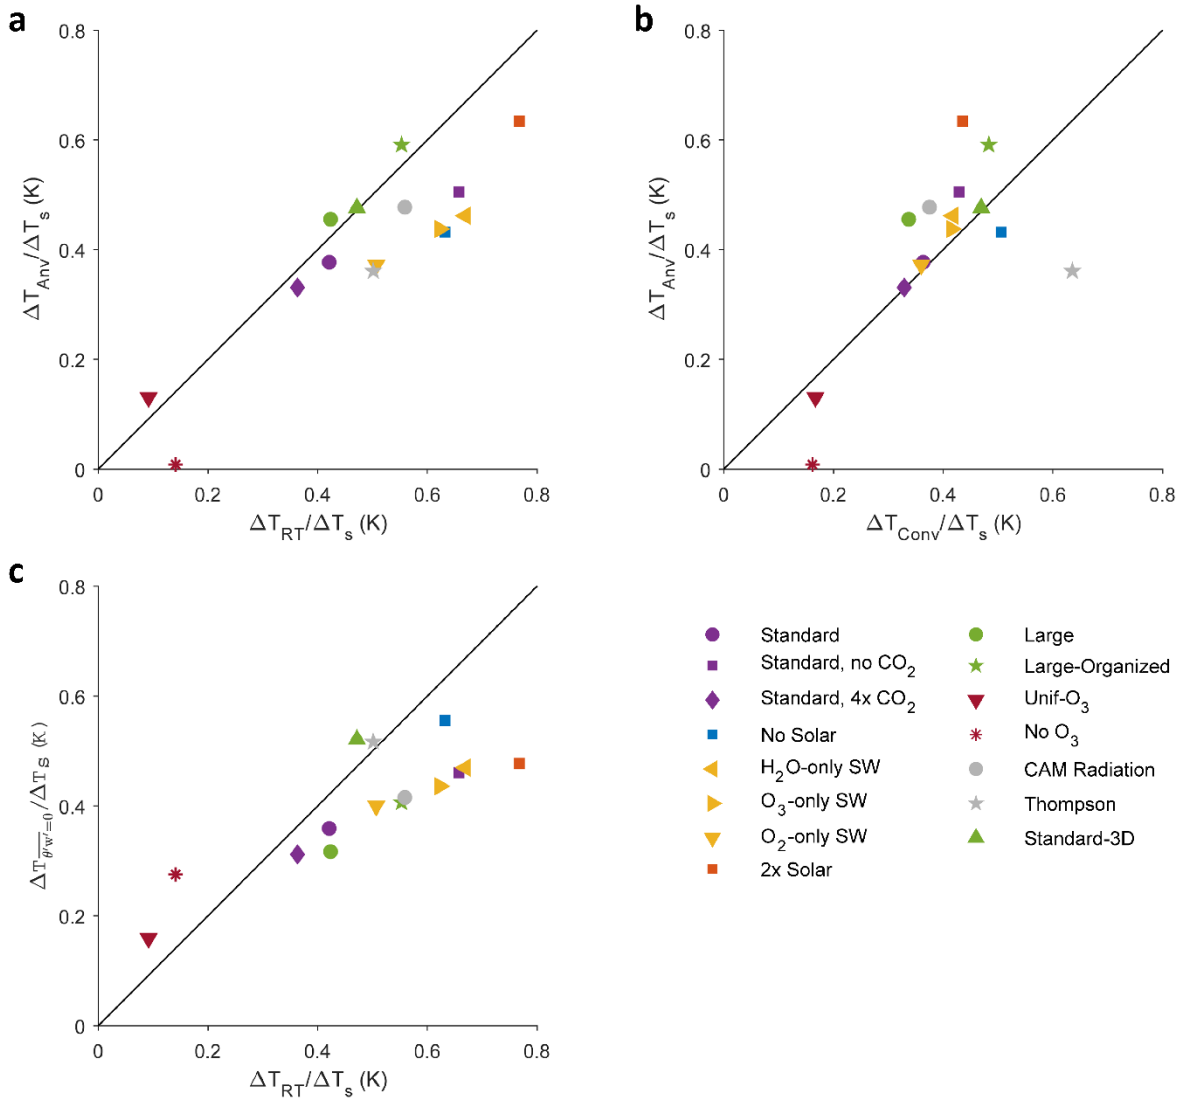 a
0.8
0.6
0.4
0.2
0
0 0.2 0.4 0.6 0.8
ΔT_Anv/ΔT_s (K)
ΔT_RT/ΔT_s (K)
b
0.8
0.6
0.4
0.2
0
0 0.2 0.4 0.6 0.8
ΔT_Anv/ΔT_s (K)
ΔT_Conv/ΔT_s (K)
c
0.8
0.6
0.4
0.2
0
0 0.2 0.4 0.6 0.8
ΔT_θ'w'=0/ΔT s (K)
ΔT_RT/ΔT_s (K)
Standard
Standard, no CO2
Standard, 4x CO2
No Solar
H2O-only SW
O3-only SW
O2-only SW
2x Solar
Large
Large-Organized
Unif-O3
No O3
CAM Radiation
Thompson
Standard-3D